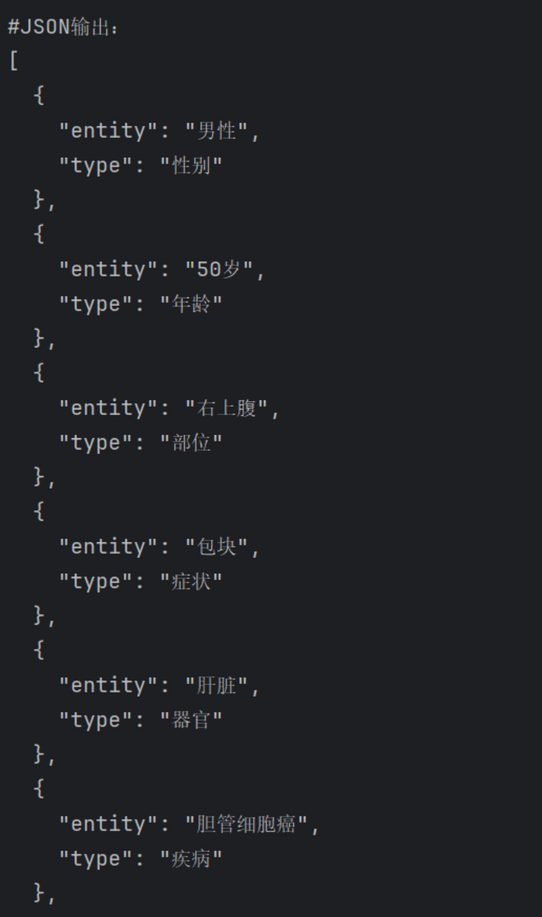 #JSON输出:
[
  {
    "entity": "男性",
    "type": "性别"
  },
  {
    "entity": "50岁",
    "type": "年龄"
  },
  {
    "entity": "右上腹",
    "type": "部位"
  },
  {
    "entity": "包块",
    "type": "症状"
  },
  {
    "entity": "肝脏",
    "type": "器官"
  },
  {
    "entity": "胆管细胞癌",
    "type": "疾病"
  },